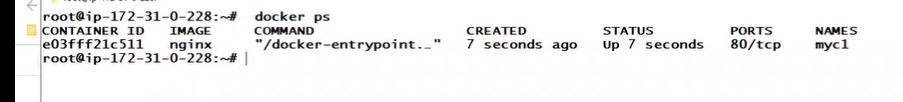 root@ip-172-31-0-228:~# docker ps
CONTAINER ID IMAGE COMMAND CREATED STATUS PORTS NAMES
e03fff21c511 nginx "/docker-entrypoint.…" 7 seconds ago Up 7 seconds 80/tcp myc1
root@ip-172-31-0-228:~#